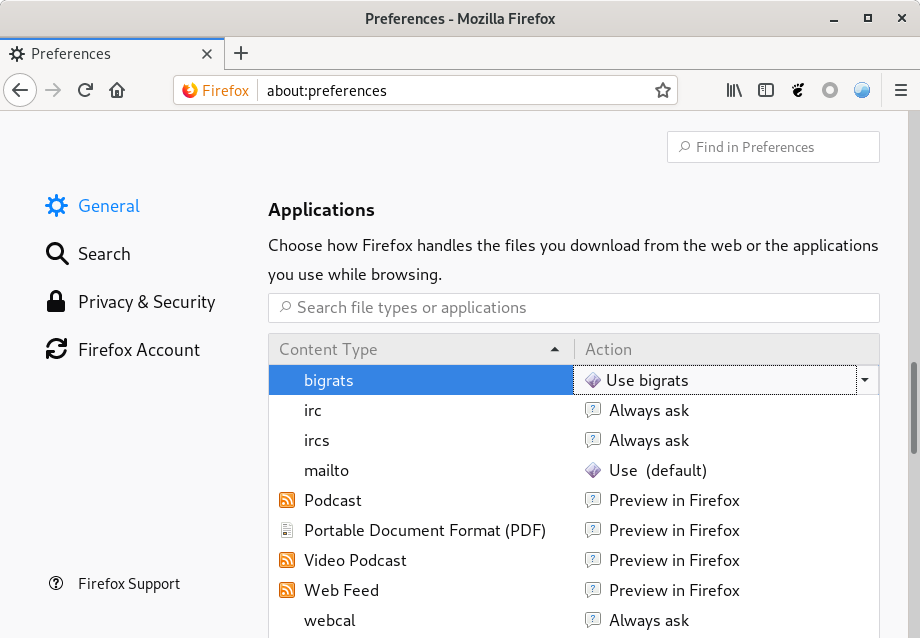 Preferences - Mozilla Firefox
Preferences
Firefox about:preferences
Find in Preferences
General
Search
Privacy & Security
Firefox Account
Firefox Support
Applications
Choose how Firefox handles the files you download from the web or the applications
you use while browsing.
Search file types or applications
Content Type Action
bigrats Use bigrats
irc Always ask
ircs Always ask
mailto Use (default)
Podcast Preview in Firefox
Portable Document Format (PDF) Preview in Firefox
Video Podcast Preview in Firefox
Web Feed Preview in Firefox
webcal Always ask